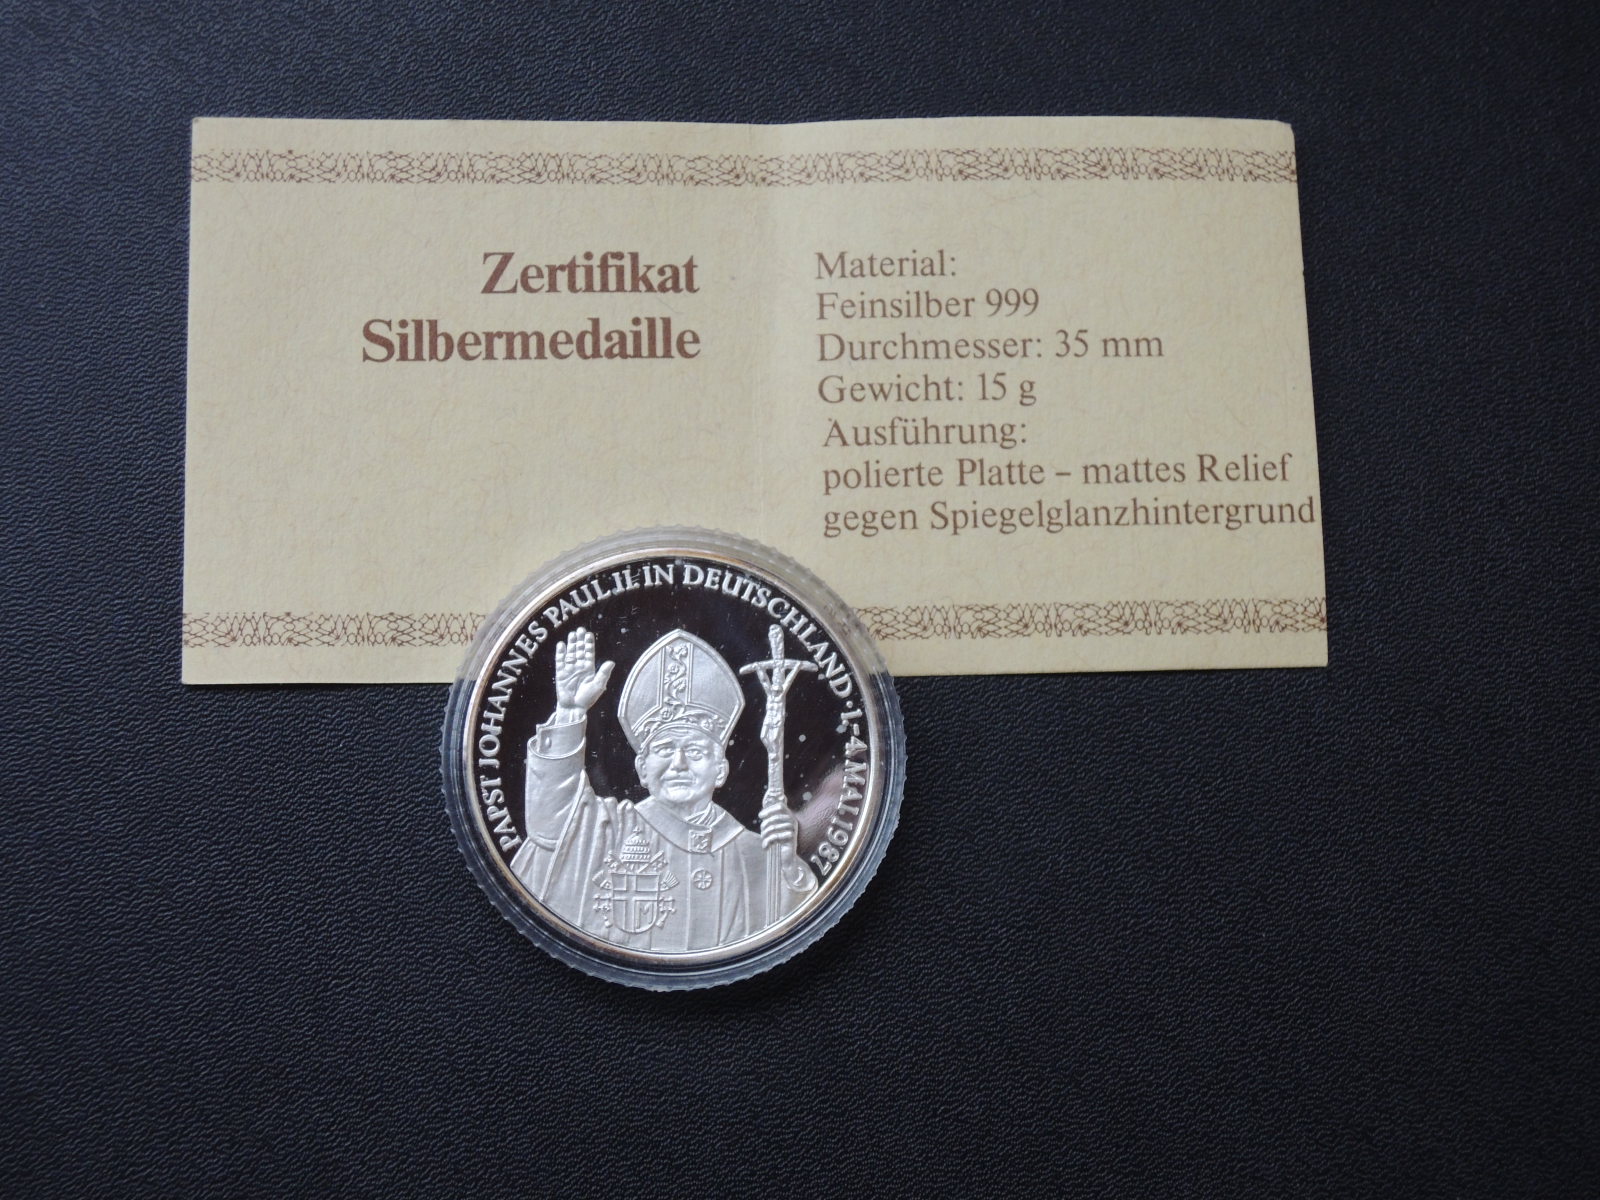 Zertifikat
Silbermedaille
Material:
Feinsilber 999
Durchmesser: 35 mm
Gewicht: 15 g
Ausführung:
polierte Platte – mattes Relief
gegen Spiegelglanzhintergrund
PAPST JOHANNES PAUL II. IN DEUTSCHLAND · 1.-4. MAI 1987
M